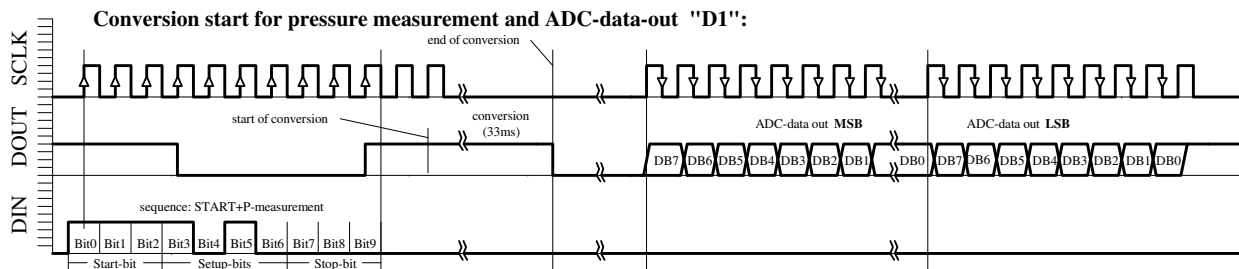 Conversion start for pressure measurement and ADC-data-out "D1":
end of conversion
SCLK
start of conversion
conversion
(33ms)
ADC-data out MSB
ADC-data out LSB
DOUT
DB7 DB6 DB5 DB4 DB3 DB2 DB1 DB0 DB7 DB6 DB5 DB4 DB3 DB2 DB1 DB0
sequence: START+P-measurement
DIN
Bit0 Bit1 Bit2 Bit3 Bit4 Bit5 Bit6 Bit7 Bit8 Bit9
Start-bit Setup-bits Stop-bit